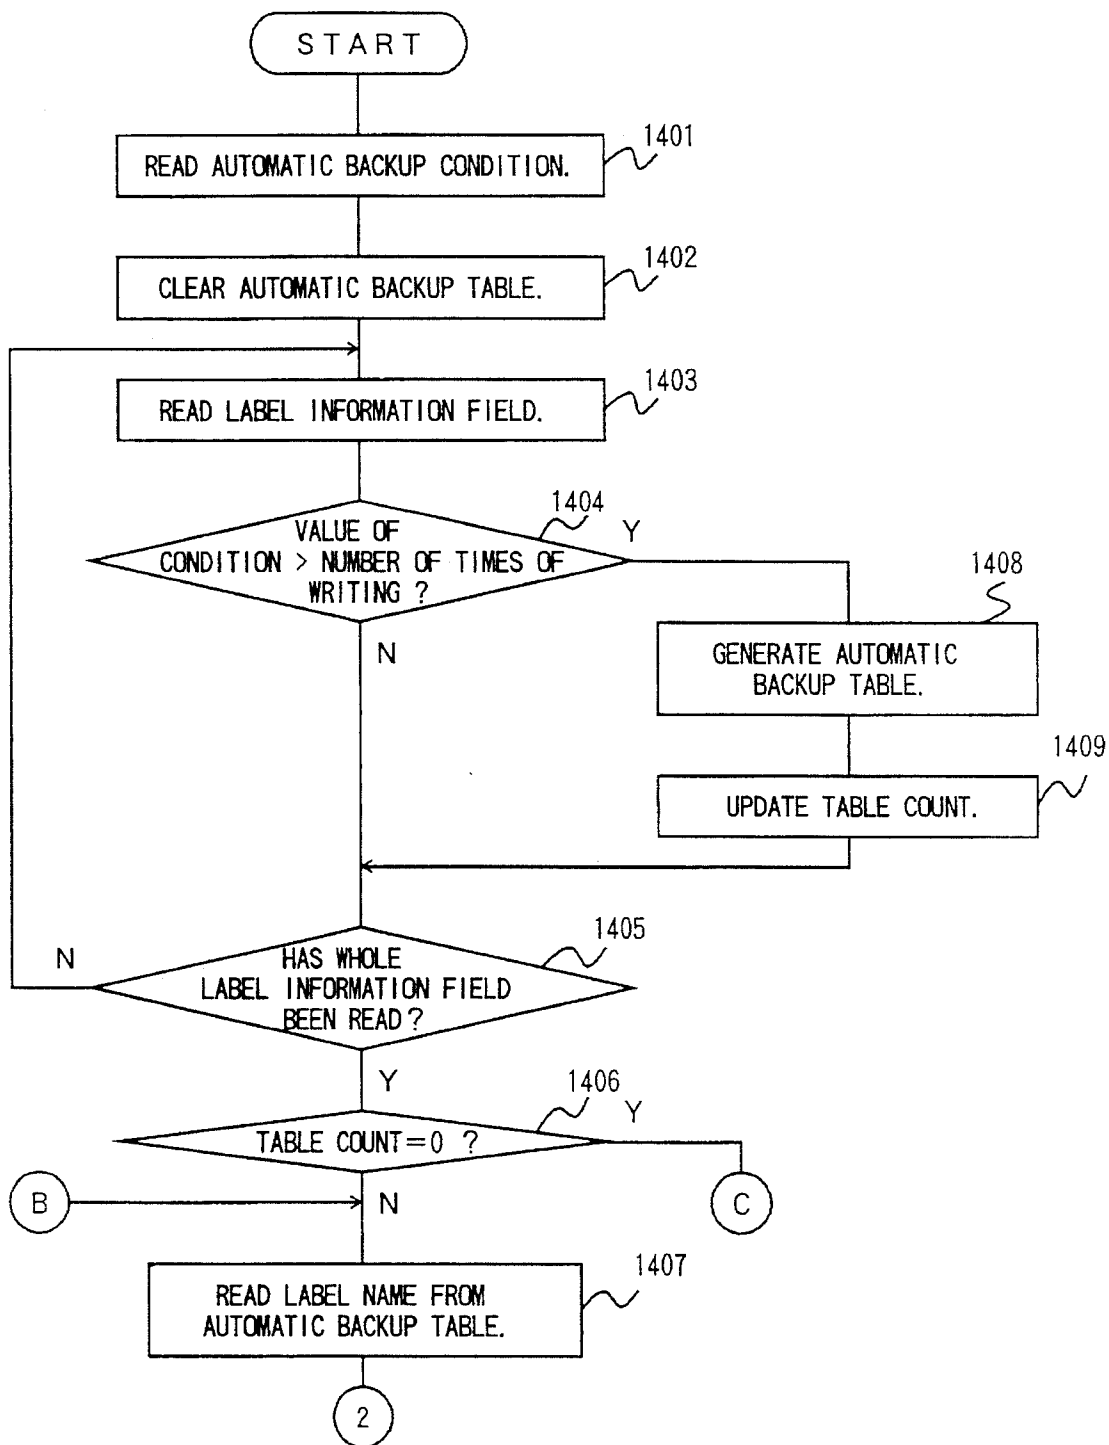 START
1401
READ AUTOMATIC BACKUP CONDITION.
1402
CLEAR AUTOMATIC BACKUP TABLE.
1403
READ LABEL INFORMATION FIELD.
1404
VALUE OF
CONDITION > NUMBER OF TIMES OF
WRITING ?
Y
N
1408
GENERATE AUTOMATIC
BACKUP TABLE.
1409
UPDATE TABLE COUNT.
1405
HAS WHOLE
LABEL INFORMATION FIELD
BEEN READ ?
N
Y
1406
TABLE COUNT=0 ?
Y
N
B
C
1407
READ LABEL NAME FROM
AUTOMATIC BACKUP TABLE.
2